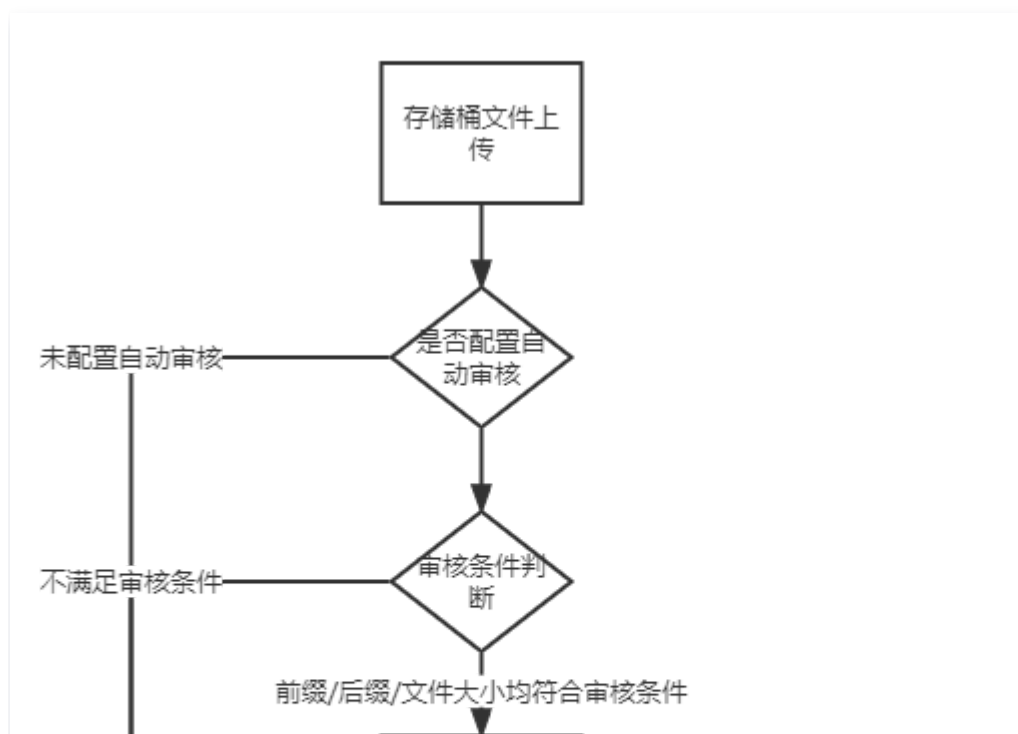 存储桶文件上
传
是否配置自
动审核
未配置自动审核
审核条件判
断
不满足审核条件
前缀/后缀/文件大小均符合审核条件